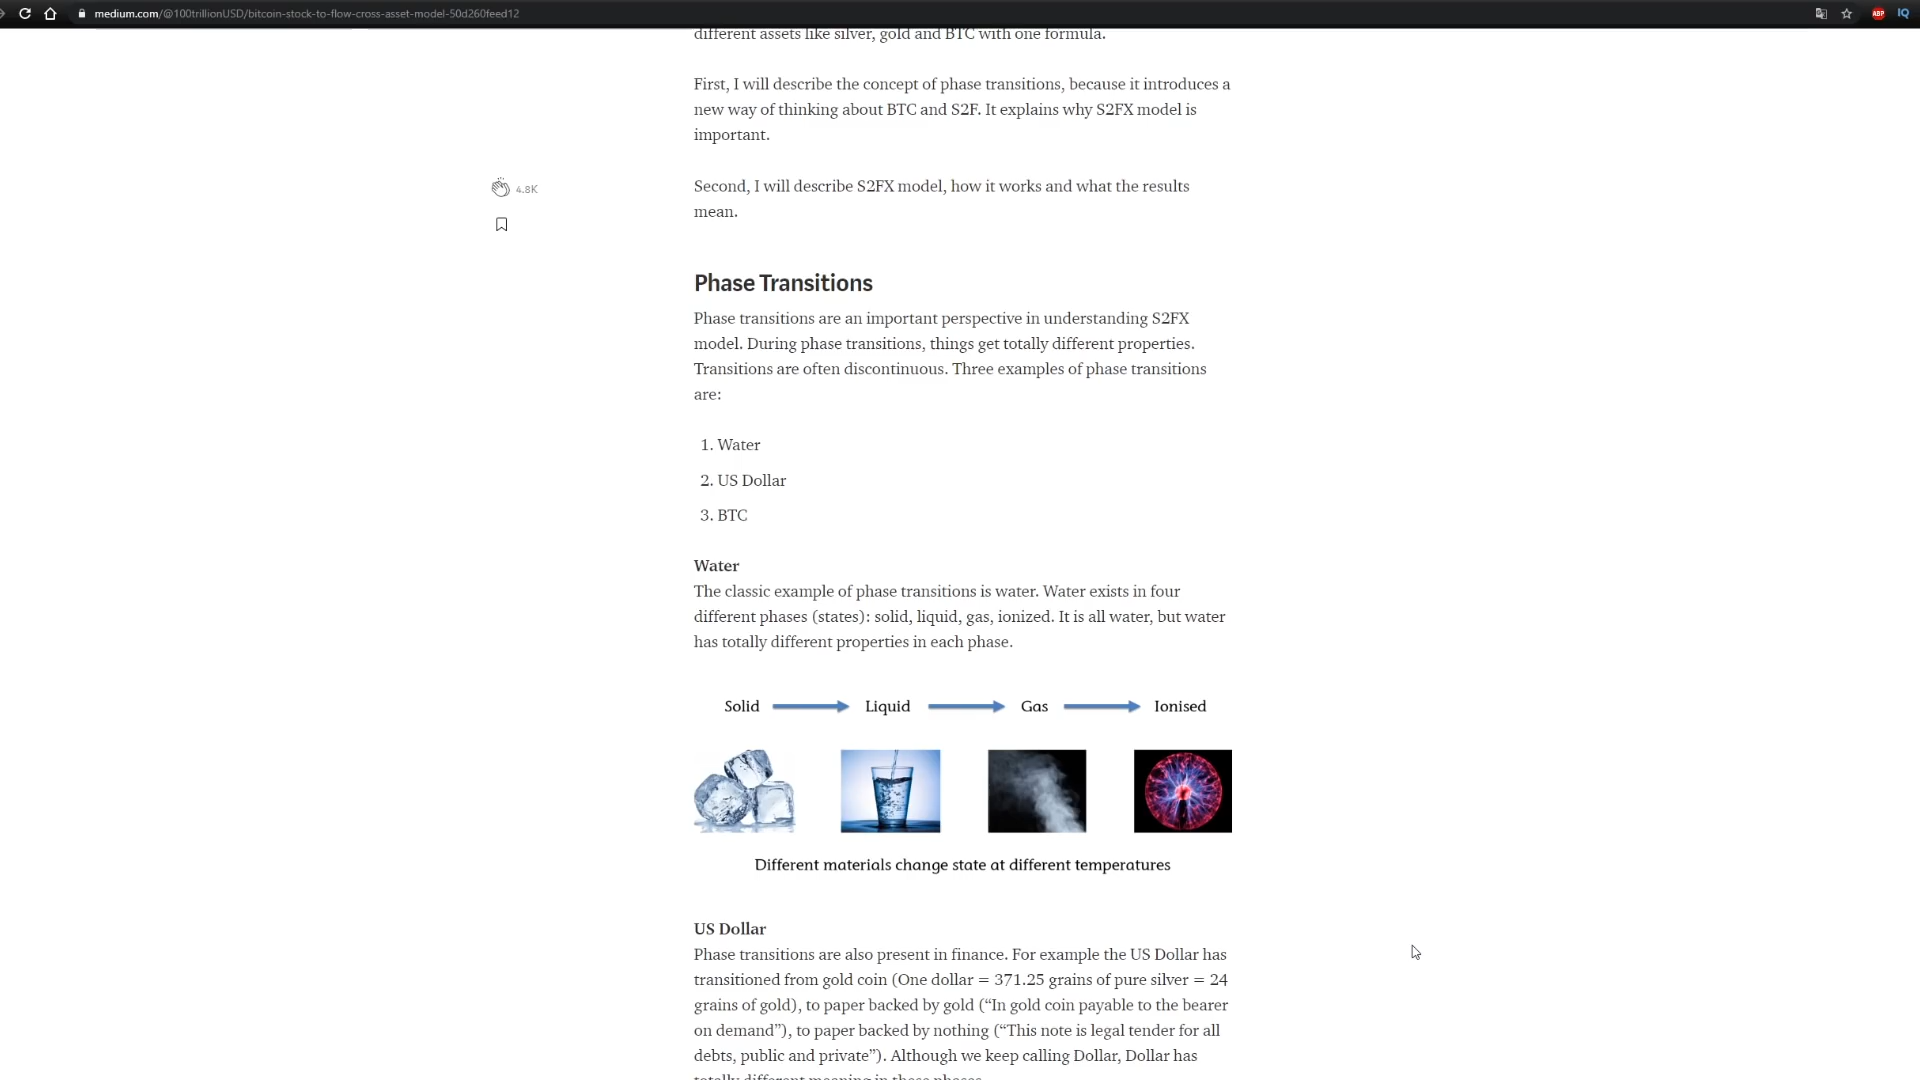 medium.com/@100trillionUSD/bitcoin-stock-to-flow-cross-asset-model-50d260feed12
ABP
IQ
different assets like silver, gold and BTC with one formula.
First, I will describe the concept of phase transitions, because it introduces a
new way of thinking about BTC and S2F. It explains why S2FX model is
important.
4.8K
Second, I will describe S2FX model, how it works and what the results
mean.
Phase Transitions
Phase transitions are an important perspective in understanding S2FX
model. During phase transitions, things get totally different properties.
Transitions are often discontinuous. Three examples of phase transitions
are:
1. Water
2. US Dollar
3. BTC
Water
The classic example of phase transitions is water. Water exists in four
different phases (states): solid, liquid, gas, ionized. It is all water, but water
has totally different properties in each phase.
Solid Liquid Gas Ionised
Different materials change state at different temperatures
US Dollar
Phase transitions are also present in finance. For example the US Dollar has
transitioned from gold coin (One dollar = 371.25 grains of pure silver = 24
grains of gold), to paper backed by gold (“In gold coin payable to the bearer
on demand”), to paper backed by nothing (“This note is legal tender for all
debts, public and private”). Although we keep calling Dollar, Dollar has
totally different meaning in these phases.